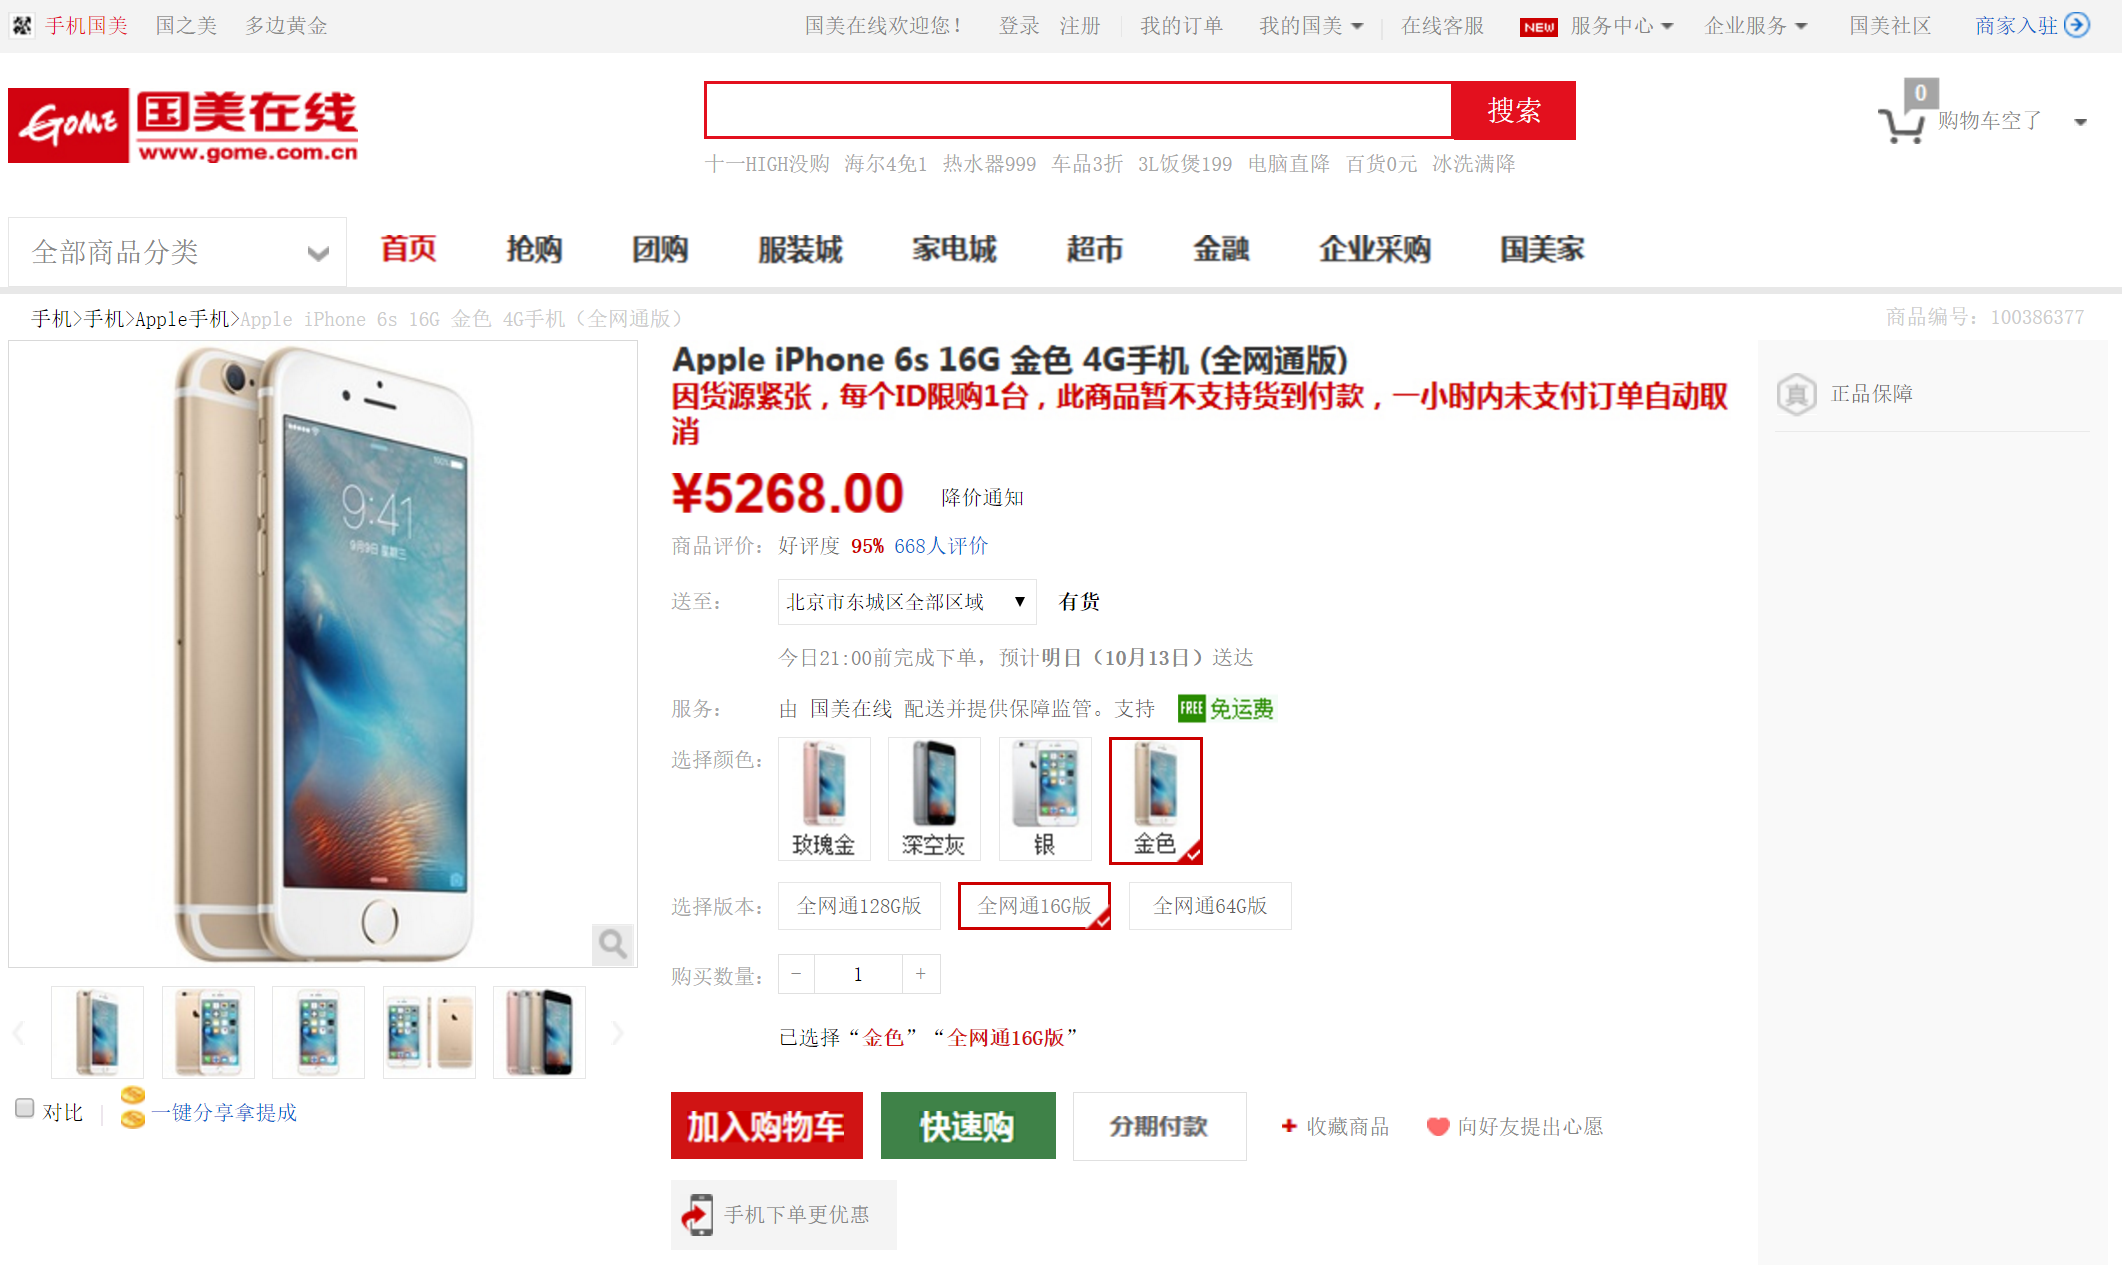 手机国美 国之美 多边黄金 国美在线欢迎您! 登录 注册 我的订单 我的国美 在线客服 NEW 服务中心 企业服务 国美社区 商家入驻
GOME 国美在线
www.gome.com.cn
搜索
0
购物车空了
十一HIGH没购 海尔4免1 热水器999 车品3折 3L饭煲199 电脑直降 百货0元 冰洗满降
全部商品分类 首页 抢购 团购 服装城 家电城 超市 金融 企业采购 国美家
手机>手机>Apple手机>Apple iPhone 6s 16G 金色 4G手机（全网通版）
商品编号：100386377
Apple iPhone 6s 16G 金色 4G手机 (全网通版)
因货源紧张，每个ID限购1台，此商品暂不支持货到付款，一小时内未支付订单自动取
消
真 正品保障
¥5268.00 降价通知
商品评价： 好评度 95% 668人评价
送至： 北京市东城区全部区域 ▼ 有货
今日21:00前完成下单，预计明日（10月13日）送达
服务： 由 国美在线 配送并提供保障监管。支持 FREE 免运费
选择颜色：
玫瑰金 深空灰 银 金色
选择版本： 全网通128G版 全网通16G版 全网通64G版
购买数量： - 1 +
已选择“金色”“全网通16G版”
9:41
9月9日 星期三
100%
对比 一键分享拿提成
加入购物车 快速购 分期付款 收藏商品 向好友提出心愿
手机下单更优惠